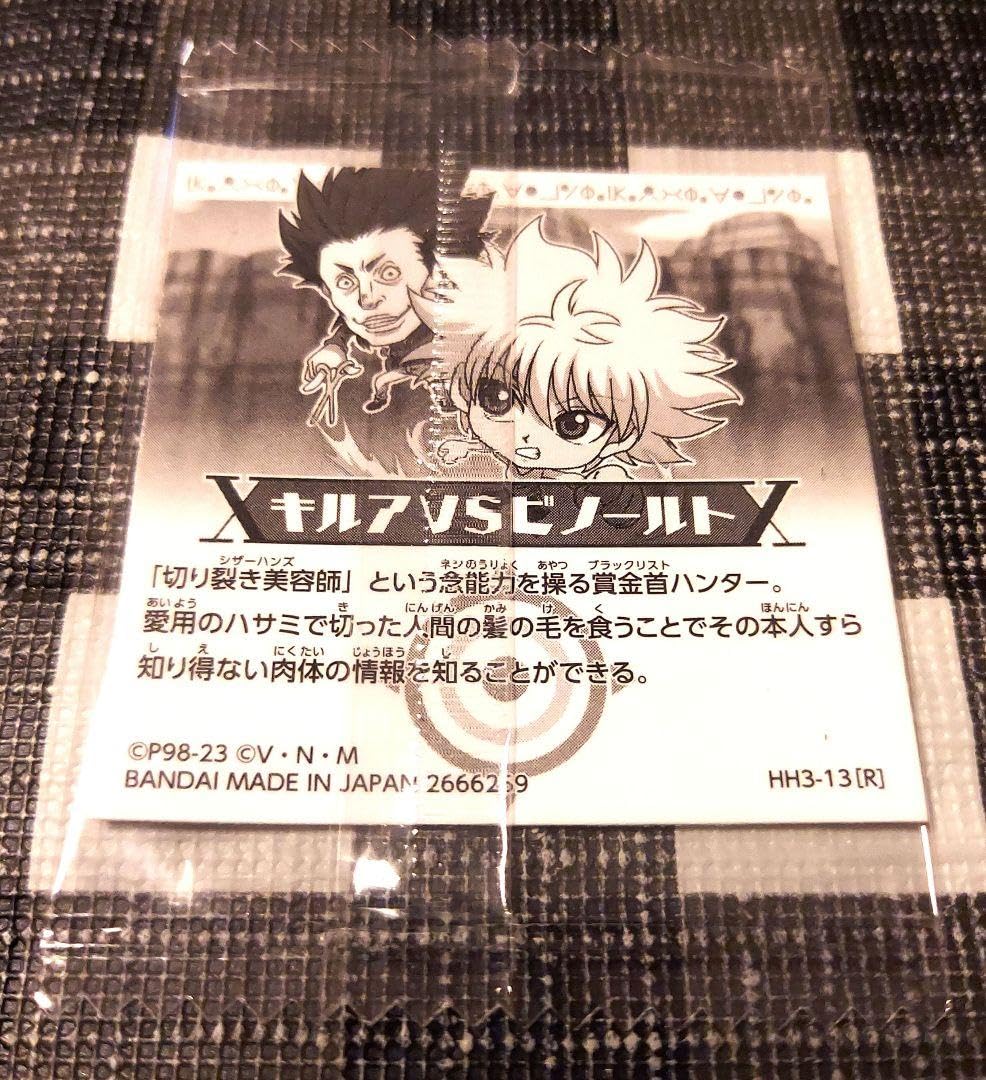 キルアVSビノールト
シザーハンズ ネンのうりょく あやつ ブラックリスト
「切り裂き美容師」という念能力を操る賞金首ハンター。
あいよう き にんげん かみ け く ほんにん
愛用のハサミで切った人間の髪の毛を食うことでその本人すら
し え にくたい じょうほう し
知り得ない肉体の情報を知ることができる。
©P98-23 ©V・N・M
BANDAI MADE IN JAPAN 2666259
HH3-13[R]